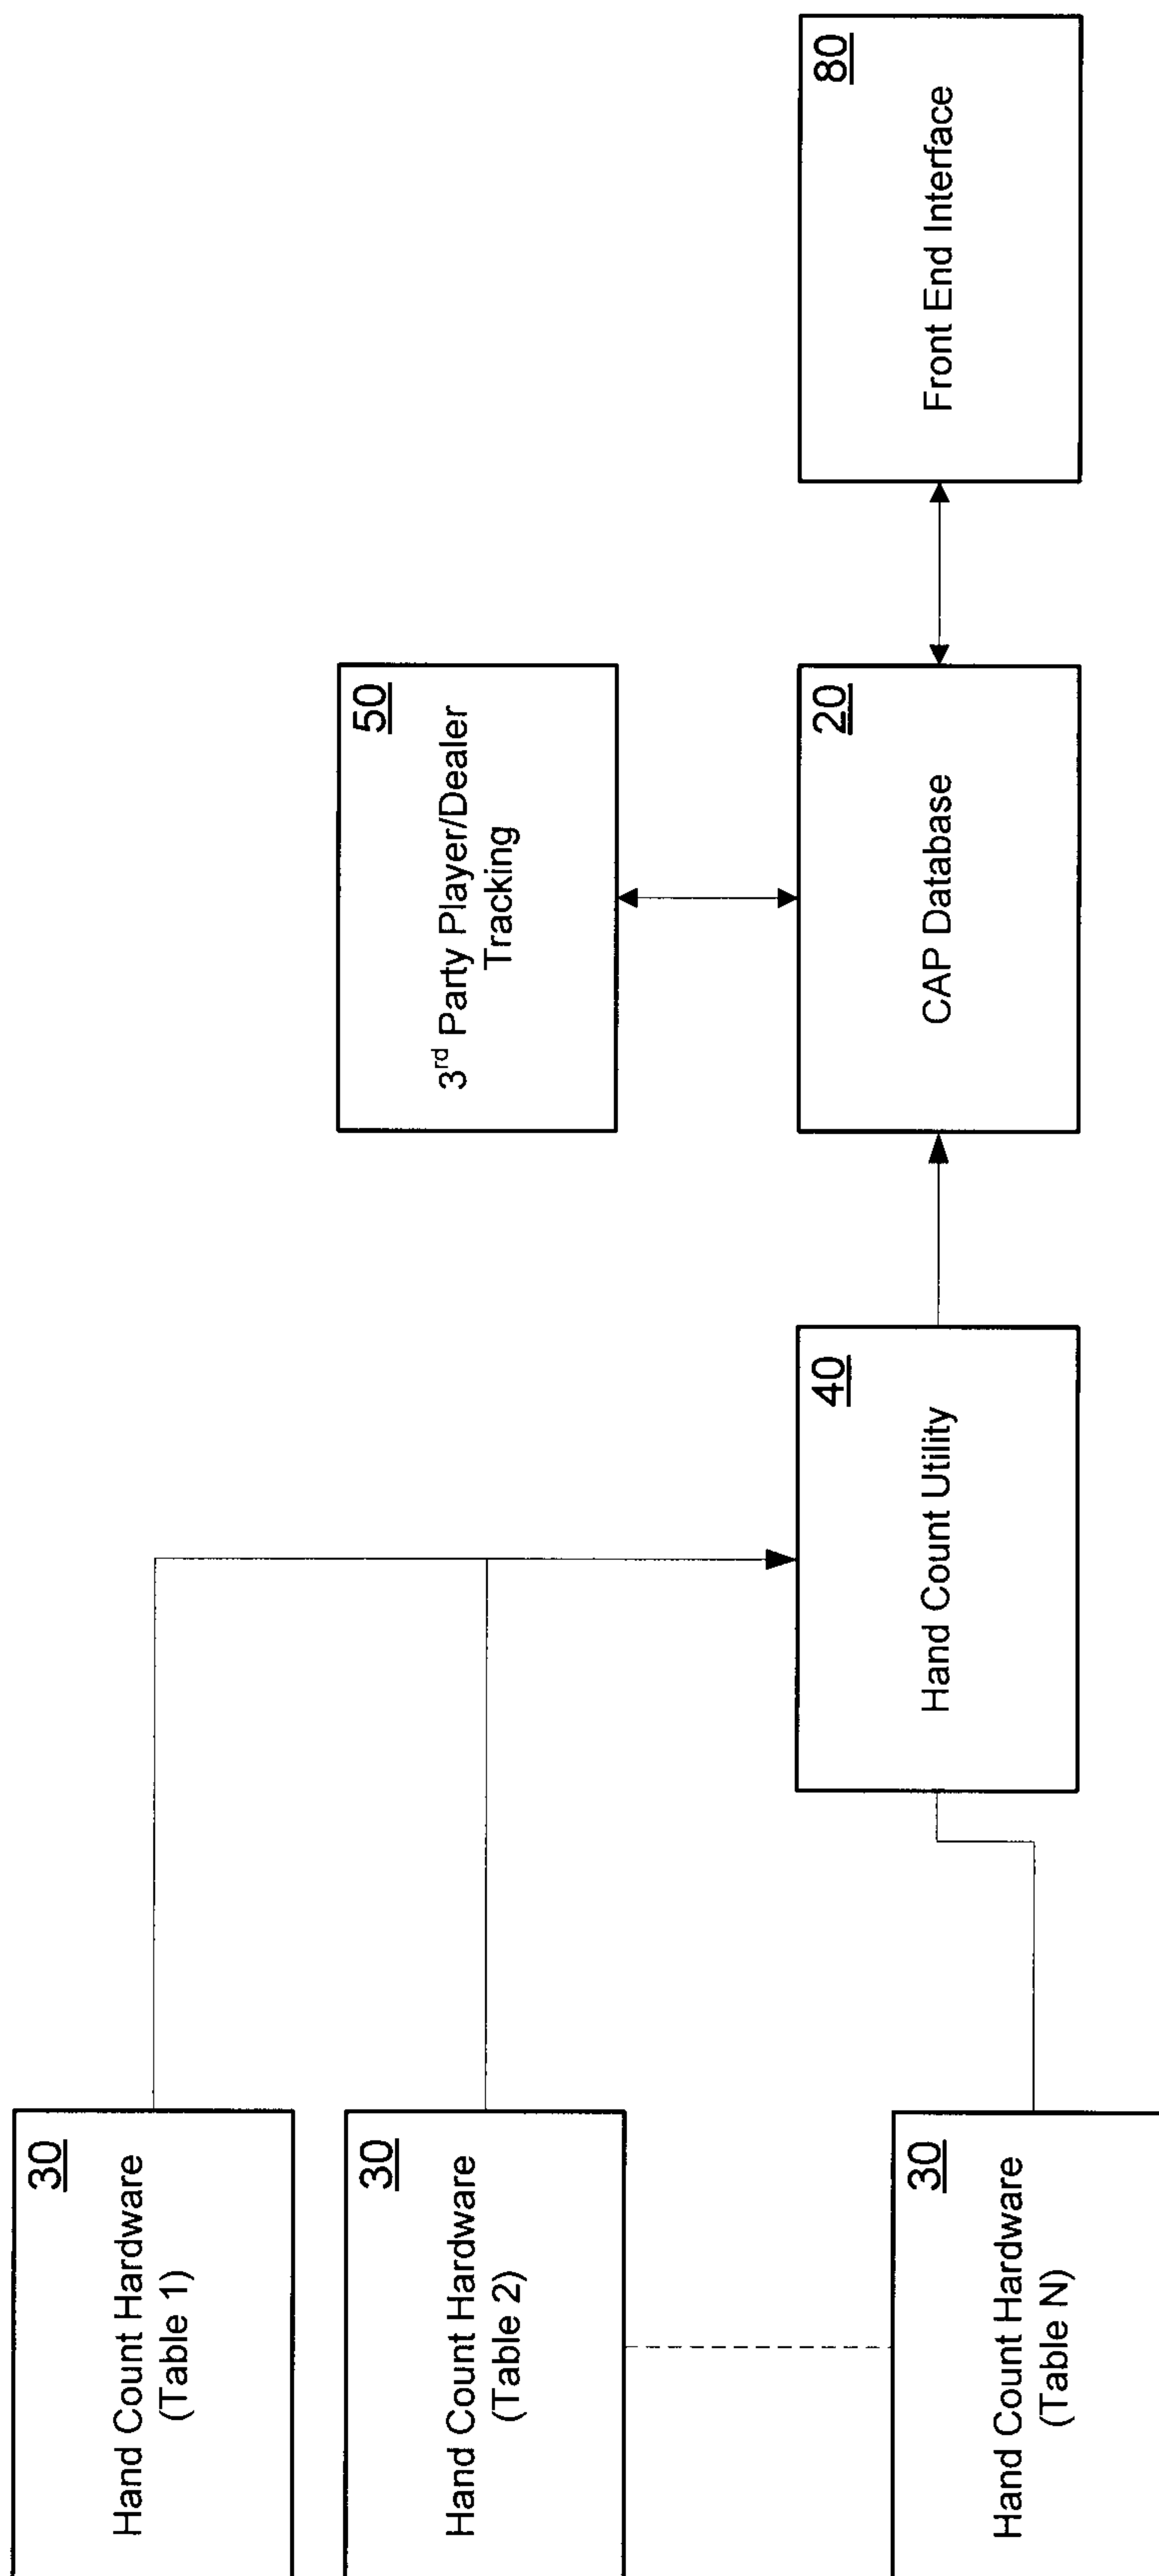 30
Hand Count Hardware
(Table 1)
30
Hand Count Hardware
(Table 2)
30
Hand Count Hardware
(Table N)
40
Hand Count Utility
50
3rd Party Player/Dealer
Tracking
20
CAP Database
80
Front End Interface